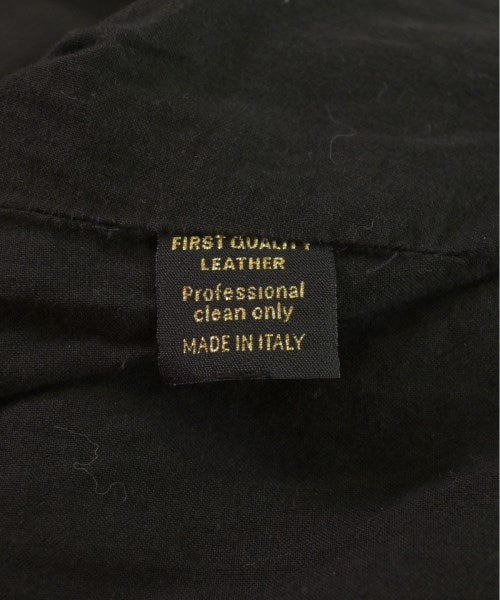 FIRST QUALITY
LEATHER
Professional
clean only
MADE IN ITALY